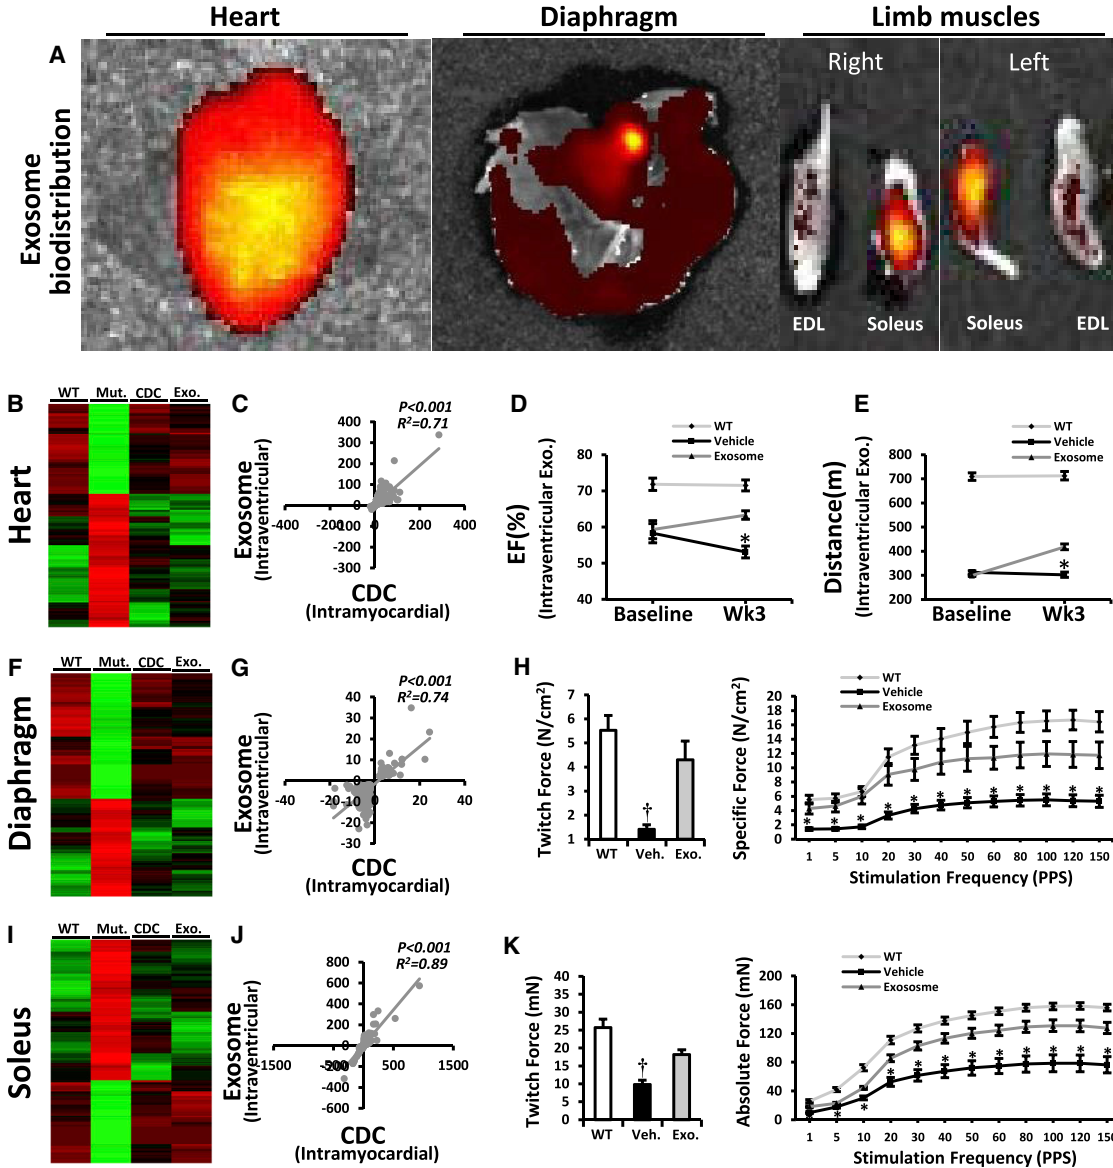 Heart
Diaphragm
Limb muscles
A
Exosome
biodistribution
Right
Left
EDL
Soleus
Soleus
EDL
B
Heart
WT
Mut.
CDC
Exo.
C
P<0.001
R²=0.71
Exosome
(Intraventricular)
400
300
200
100
0
-100
-200
-300
-400
-200
0
200
400
CDC
(Intramyocardial)
D
WT
Vehicle
Exosome
EF(%)
(Intraventricular Exo.)
80
70
60
50
40
*
Baseline
Wk3
E
WT
Vehicle
Exosome
Distance(m)
(Intraventricular Exo.)
800
700
600
500
400
300
200
*
Baseline
Wk3
F
Diaphragm
WT
Mut.
CDC
Exo.
G
P<0.001
R²=0.74
Exosome
(Intraventricular)
40
30
20
10
0
-10
-20
-30
-40
-20
0
20
40
CDC
(Intramyocardial)
H
Twitch Force (N/cm²)
7
6
5
4
3
2
1
†
WT
Veh.
Exo.
WT
Vehicle
Exosome
Specific Force (N/cm²)
20
18
16
14
12
10
8
6
4
2
0
* * * * * * * * * * * *
1 5 10 20 30 40 50 60 80 100 120 150
Stimulation Frequency (PPS)
I
Soleus
WT
Mut.
CDC
Exo.
J
P<0.001
R²=0.89
Exosome
(Intraventricular)
800
600
400
200
0
-200
-400
-600
-1500
-500
500
1500
CDC
(Intramyocardial)
K
Twitch Force (mN)
40
35
30
25
20
15
10
5
0
†
WT
Veh.
Exo.
WT
Vehicle
Exososme
Absolute Force (mN)
200
160
120
80
40
0
* * * * * * * * * * * *
1 5 10 20 30 40 50 60 80 100 120 150
Stimulation Frequency (PPS)